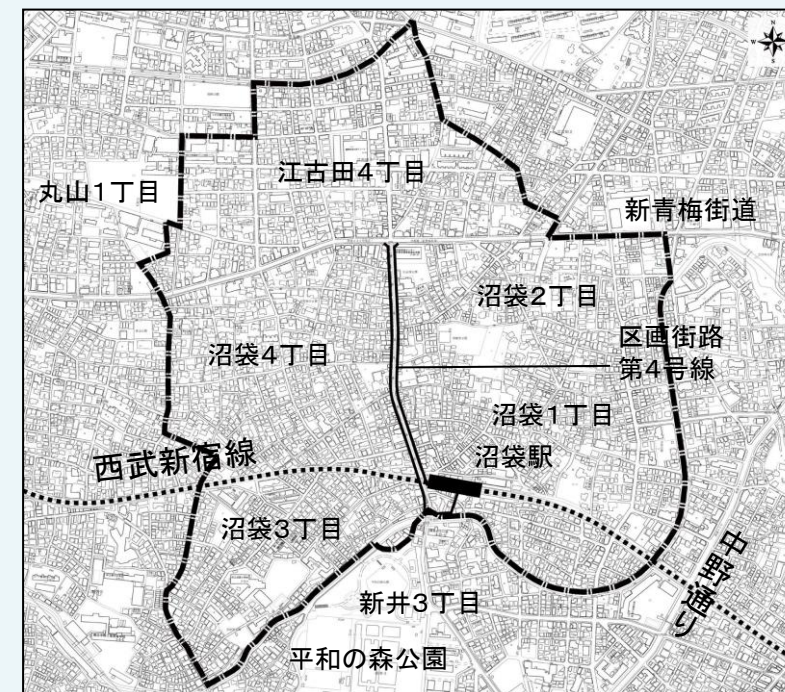 N
W
S
江古田4丁目
丸山1丁目
新青梅街道
沼袋2丁目
区画街路
第4号線
沼袋4丁目
沼袋1丁目
沼袋駅
西武新宿線
沼袋3丁目
中野通り
新井3丁目
平和の森公園